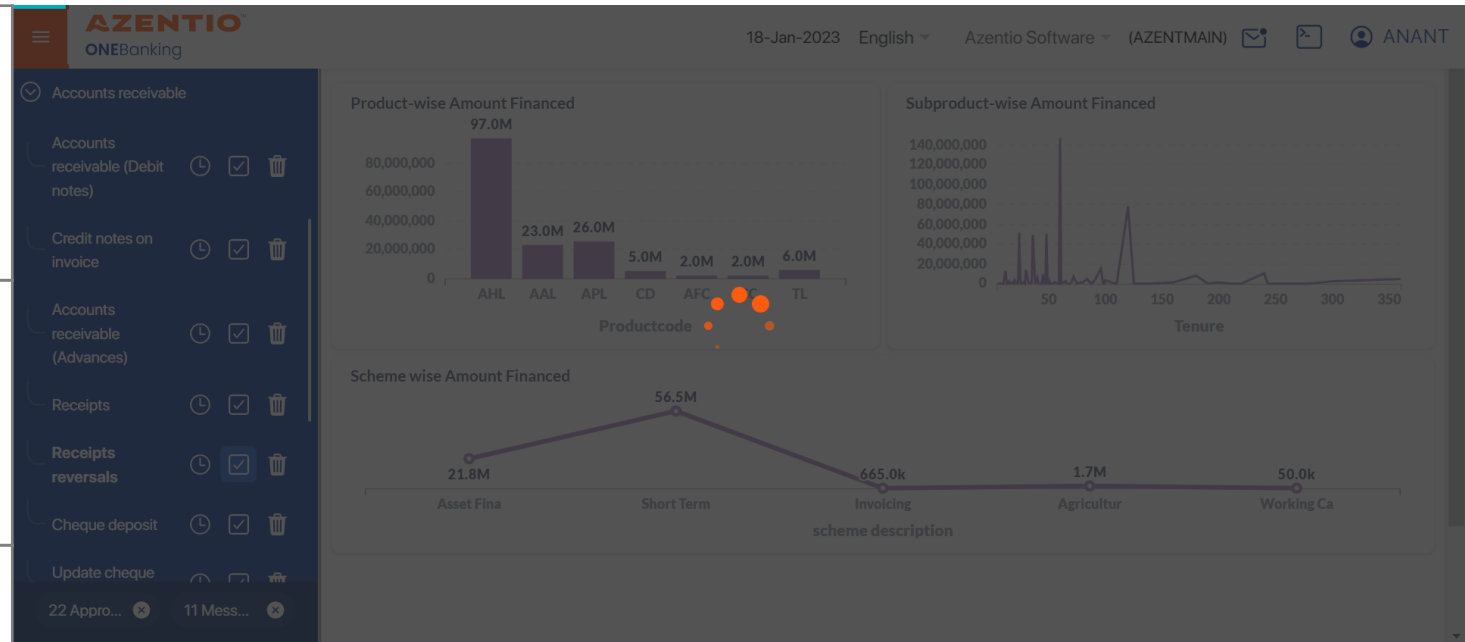 AZENTIO
ONEBanking
18-Jan-2023 English Azentio Software (AZENTMAIN) ANANT
Accounts receivable
Accounts
receivable (Debit
notes)
Credit notes on
invoice
Accounts
receivable
(Advances)
Receipts
Receipts
reversals
Cheque deposit
Update cheque
22 Appro...
11 Mess...
Product-wise Amount Financed
97.0M
80,000,000
60,000,000
40,000,000
23.0M 26.0M
20,000,000
5.0M 2.0M 2.0M 6.0M
0
AHL AAL APL CD AFC TL
Productcode
Subproduct-wise Amount Financed
140,000,000
120,000,000
100,000,000
80,000,000
60,000,000
40,000,000
20,000,000
0
50 100 150 200 250 300 350
Tenure
Scheme wise Amount Financed
56.5M
21.8M 665.0k 1.7M 50.0k
Asset Fina Short Term Invoicing Agricultur Working Ca
scheme description